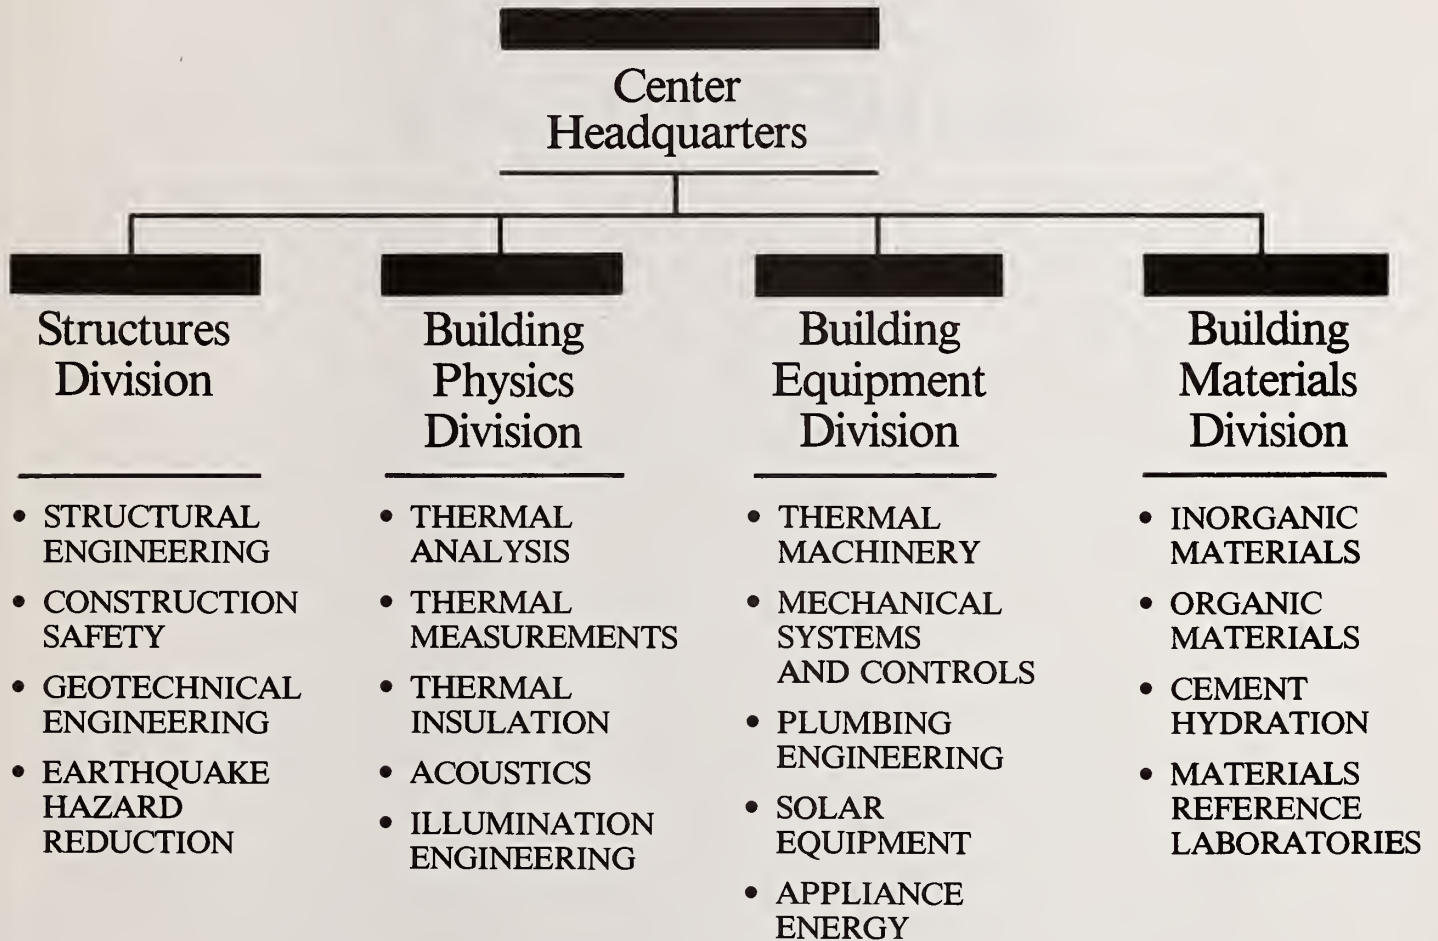 Center
Headquarters
Structures
Division
Building
Physics
Division
Building
Equipment
Division
Building
Materials
Division
• STRUCTURAL
ENGINEERING
• CONSTRUCTION
SAFETY
• GEOTECHNICAL
ENGINEERING
• EARTHQUAKE
HAZARD
REDUCTION
• THERMAL
ANALYSIS
• THERMAL
MEASUREMENTS
• THERMAL
INSULATION
• ACOUSTICS
• ILLUMINATION
ENGINEERING
• THERMAL
MACHINERY
• MECHANICAL
SYSTEMS
AND CONTROLS
• PLUMBING
ENGINEERING
• SOLAR
EQUIPMENT
• APPLIANCE
ENERGY
• INORGANIC
MATERIALS
• ORGANIC
MATERIALS
• CEMENT
HYDRATION
• MATERIALS
REFERENCE
LABORATORIES